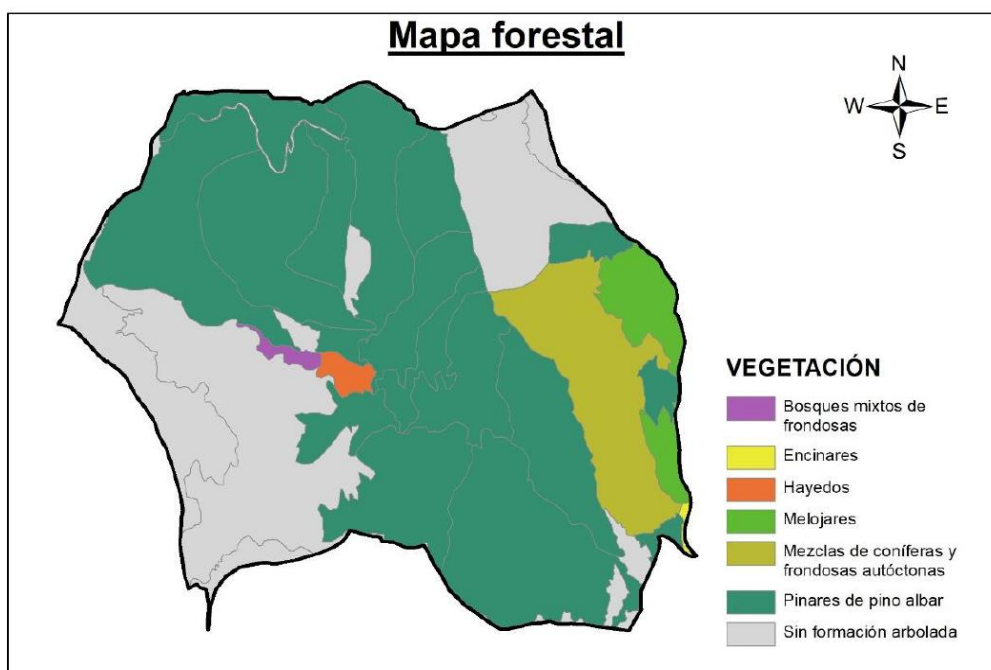 Mapa forestal
N
W E
S
VEGETACIÓN
Bosques mixtos de
frondosas
Encinares
Hayedos
Melojares
Mezclas de coníferas y
frondosas autóctonas
Pinares de pino albar
Sin formación arbolada